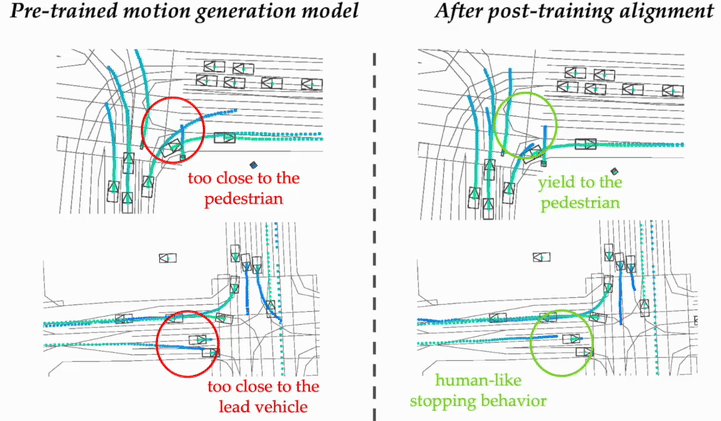 Pre-trained motion generation model
After post-training alignment
too close to the
pedestrian
yield to the
pedestrian
too close to the
lead vehicle
human-like
stopping behavior